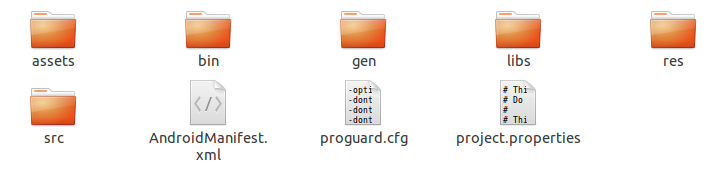 assets
bin
gen
libs
res
-opti
-dont
-dont
-dont
# Thi
# Do
#
# Thi
</>
src
AndroidManifest.
xml
proguard.cfg
project.properties